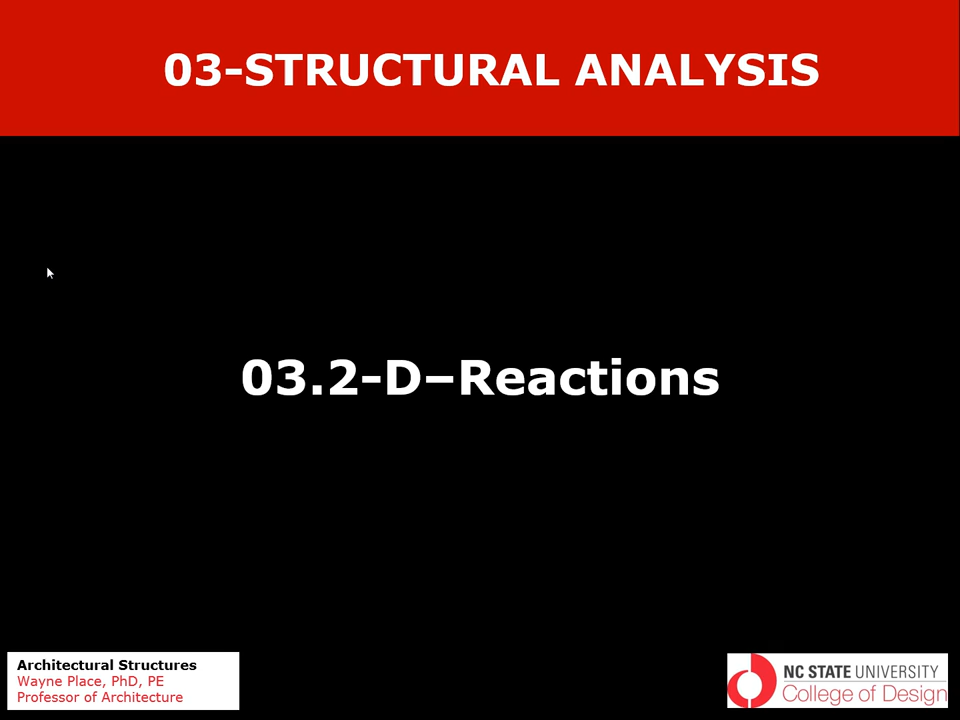 03-STRUCTURAL ANALYSIS
03.2-D–Reactions
Architectural Structures
Wayne Place, PhD, PE
Professor of Architecture
NC STATE UNIVERSITY
College of Design